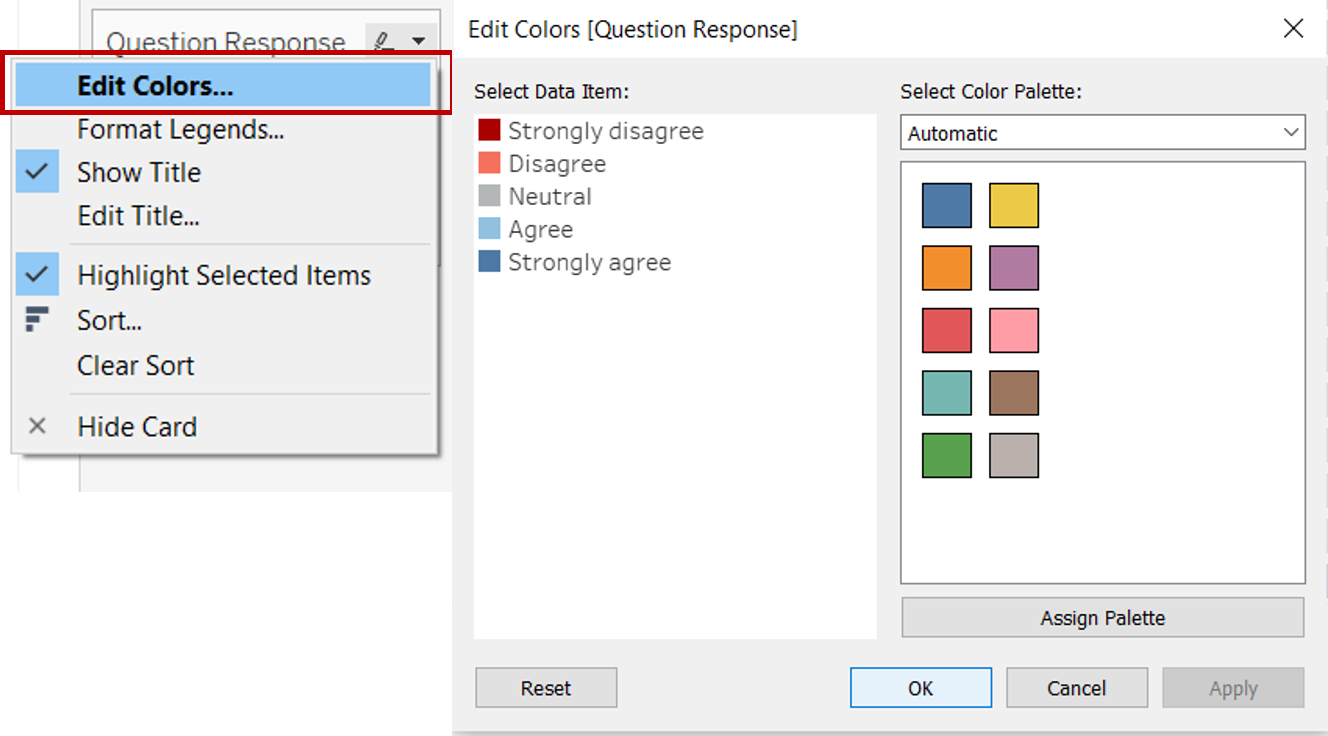 Question Response
Edit Colors...
Format Legends...
Show Title
Edit Title...
Highlight Selected Items
Sort...
Clear Sort
Hide Card
Edit Colors [Question Response]
Select Data Item:
Strongly disagree
Disagree
Neutral
Agree
Strongly agree
Select Color Palette:
Automatic
Assign Palette
Reset
OK
Cancel
Apply